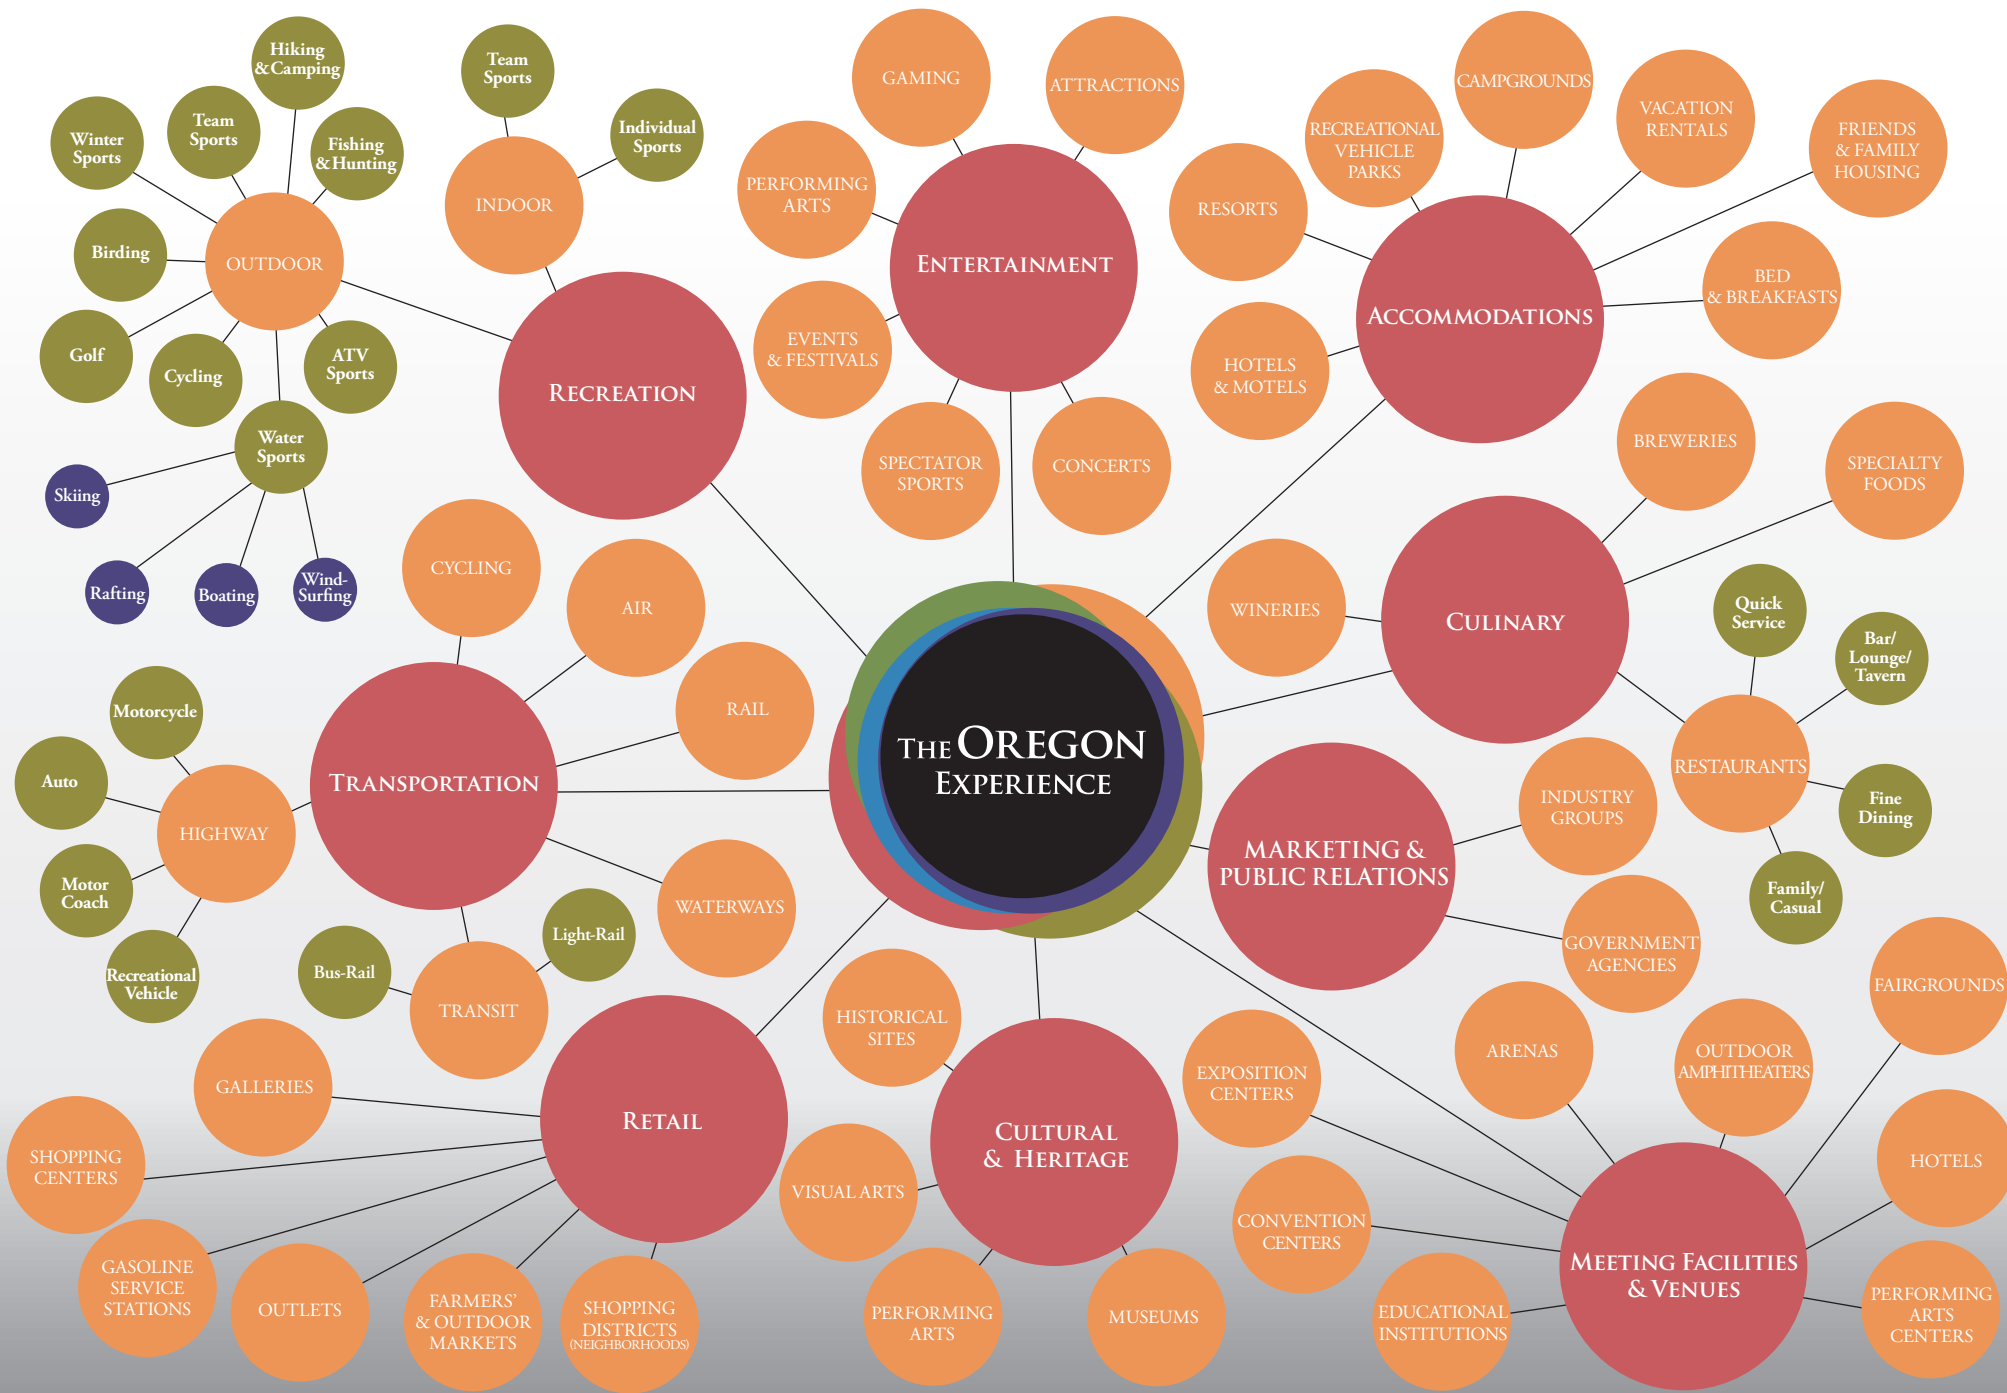 THE OREGON
EXPERIENCE
RECREATION
INDOOR
Team
Sports
Individual
Sports
OUTDOOR
Hiking
& Camping
Team
Sports
Fishing
& Hunting
Winter
Sports
Birding
Golf
Cycling
ATV
Sports
Water
Sports
Skiing
Rafting
Boating
Wind-
Surfing
ENTERTAINMENT
GAMING
ATTRACTIONS
PERFORMING
ARTS
EVENTS
& FESTIVALS
SPECTATOR
SPORTS
CONCERTS
ACCOMMODATIONS
CAMPGROUNDS
RECREATIONAL
VEHICLE
PARKS
VACATION
RENTALS
FRIENDS
& FAMILY
HOUSING
RESORTS
BED
& BREAKFASTS
HOTELS
& MOTELS
CULINARY
BREWERIES
SPECIALTY
FOODS
WINERIES
RESTAURANTS
Quick
Service
Bar/
Lounge/
Tavern
Fine
Dining
Family/
Casual
MARKETING &
PUBLIC RELATIONS
INDUSTRY
GROUPS
GOVERNMENT
AGENCIES
MEETING FACILITIES
& VENUES
FAIRGROUNDS
ARENAS
OUTDOOR
AMPHITHEATERS
EXPOSITION
CENTERS
HOTELS
CONVENTION
CENTERS
EDUCATIONAL
INSTITUTIONS
PERFORMING
ARTS
CENTERS
CULTURAL
& HERITAGE
HISTORICAL
SITES
VISUAL ARTS
PERFORMING
ARTS
MUSEUMS
RETAIL
GALLERIES
SHOPPING
CENTERS
GASOLINE
SERVICE
STATIONS
OUTLETS
FARMERS'
& OUTDOOR
MARKETS
SHOPPING
DISTRICTS
(NEIGHBORHOODS)
TRANSPORTATION
CYCLING
AIR
RAIL
WATERWAYS
TRANSIT
Light-Rail
Bus-Rail
HIGHWAY
Motorcycle
Auto
Motor
Coach
Recreational
Vehicle